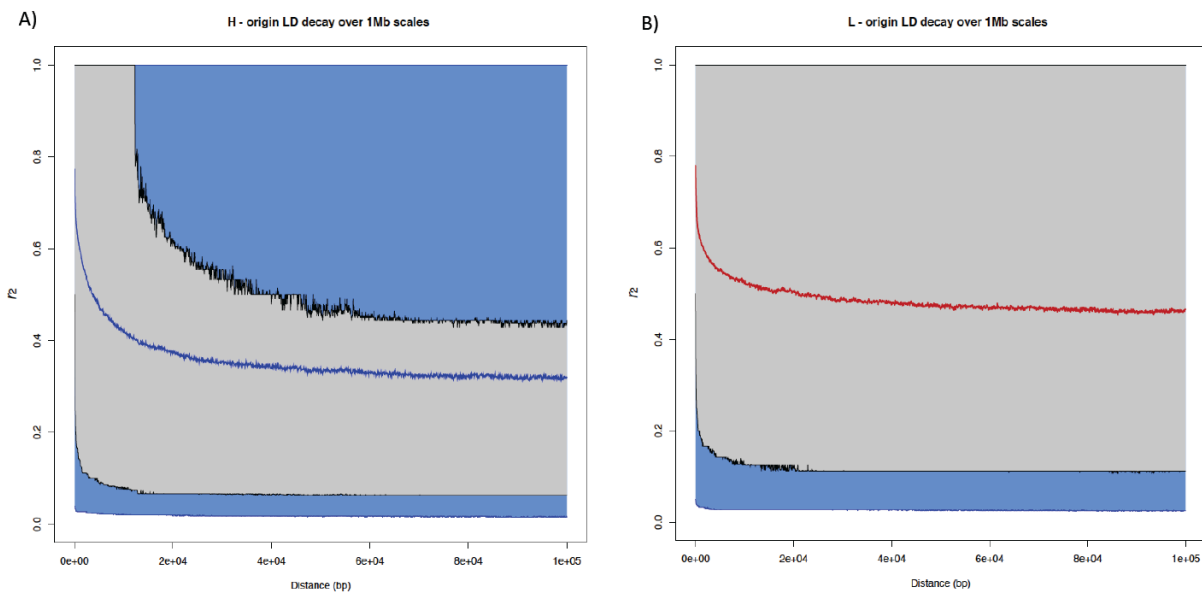 A)
H - origin LD decay over 1Mb scales
1.0
0.8
0.6
0.4
0.2
0.0
r2
0e+00 2e+04 4e+04 6e+04 8e+04 1e+05
Distance (bp)
B)
L - origin LD decay over 1Mb scales
1.0
0.8
0.6
0.4
0.2
0.0
r2
0e+00 2e+04 4e+04 6e+04 8e+04 1e+05
Distance (bp)